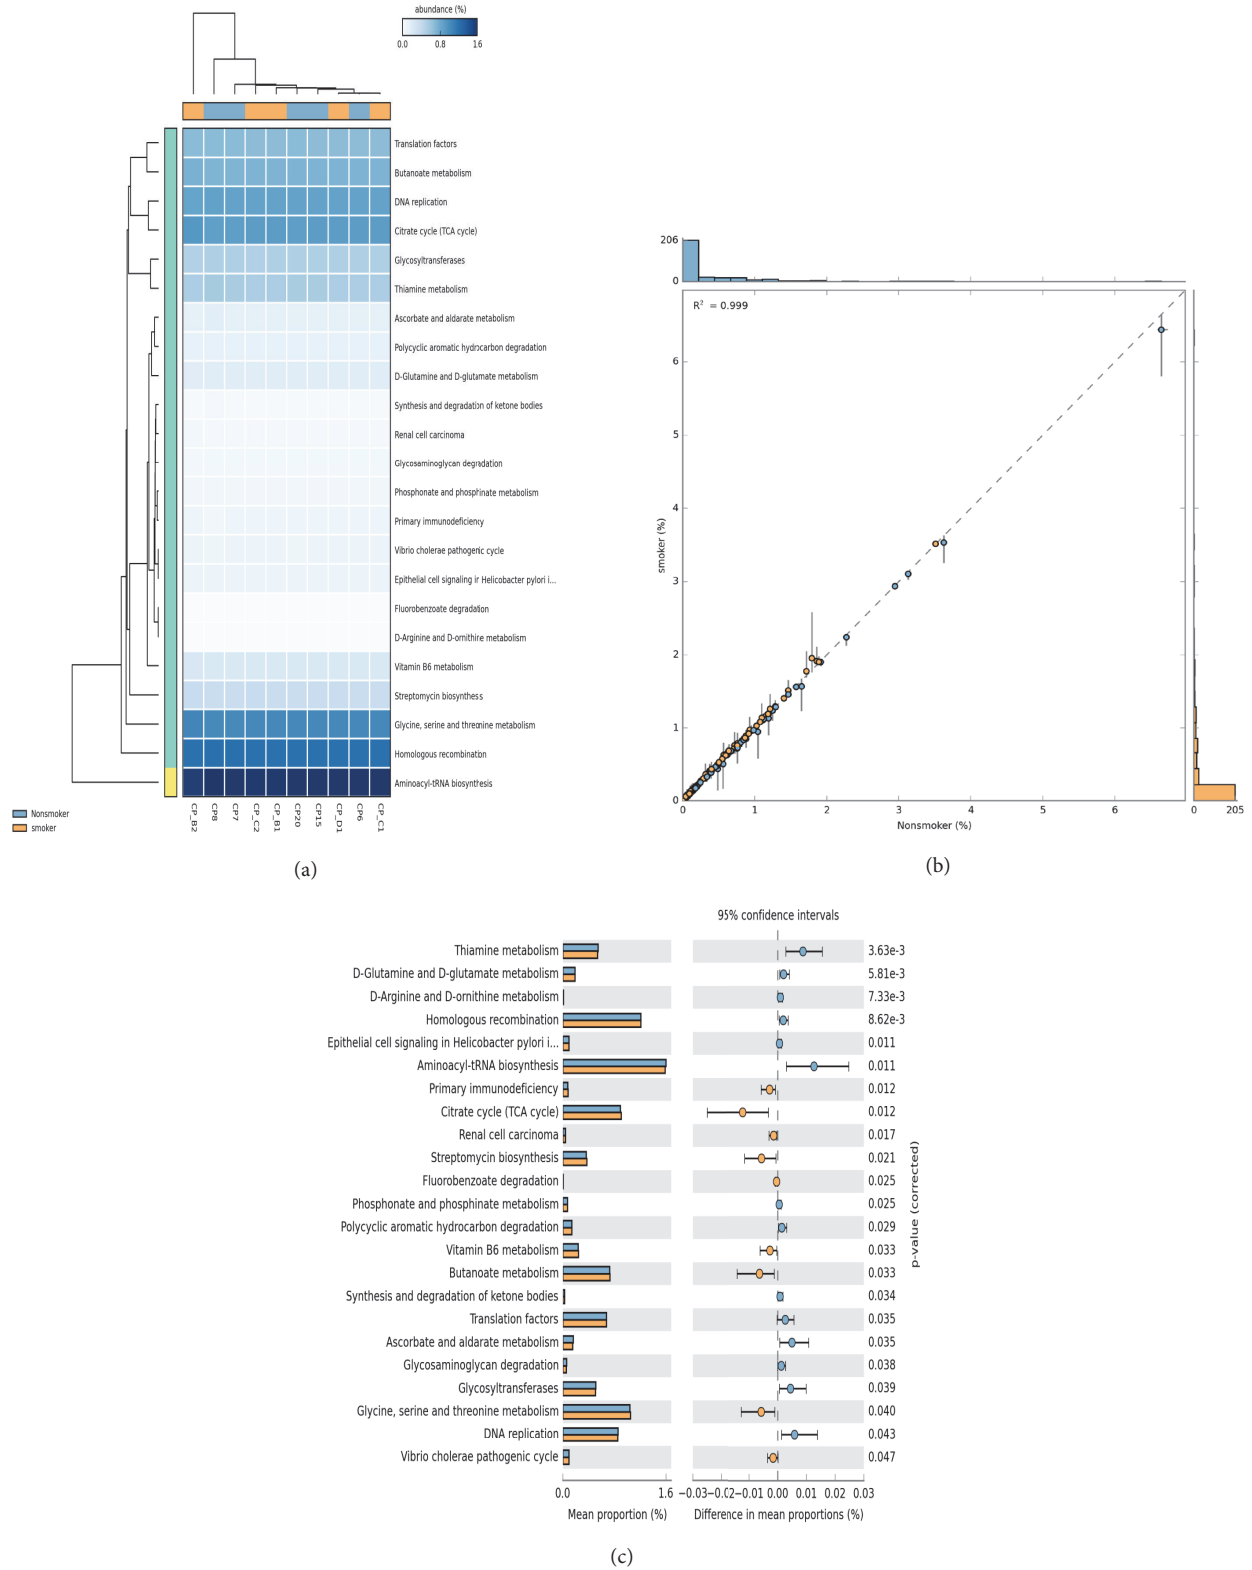 abundance (%)
0.0 0.8 1.6
Translation factors
Butanoate metabolism
DNA replication
Citrate cycle (TCA cycle)
Glycosyltransferases
Thiamine metabolism
Ascorbate and aldarate metabolism
Polycyclic aromatic hydrocarbon degradation
D-Glutamine and D-glutamate metabolism
Synthesis and degradation of ketone bodies
Renal cell carcinoma
Glycosaminoglycan degradation
Phosphonate and phosphinate metabolism
Primary immunodeficiency
Vibrio cholerae pathogenic cycle
Epithelial cell signaling in Helicobacter pylori i...
Fluorobenzoate degradation
D-Arginine and D-ornithine metabolism
Vitamin B6 metabolism
Streptomycin biosynthesis
Glycine, serine and threonine metabolism
Homologous recombination
Aminoacyl-tRNA biosynthesis
CP_B2 CP8 CP7 CP_C2 CP_B1 CP20 CP15 CP_D1 CP6 CP_C1
Nonsmoker
smoker
(a)
206
0
R² = 0.999
6
5
4
3
2
1
0
smoker (%)
0 1 2 3 4 5 6
Nonsmoker (%)
0 205
(b)
95% confidence intervals
Thiamine metabolism 3.63e-3
D-Glutamine and D-glutamate metabolism 5.81e-3
D-Arginine and D-ornithine metabolism 7.33e-3
Homologous recombination 8.62e-3
Epithelial cell signaling in Helicobacter pylori i... 0.011
Aminoacyl-tRNA biosynthesis 0.011
Primary immunodeficiency 0.012
Citrate cycle (TCA cycle) 0.012
Renal cell carcinoma 0.017
Streptomycin biosynthesis 0.021
Fluorobenzoate degradation 0.025
Phosphonate and phosphinate metabolism 0.025
Polycyclic aromatic hydrocarbon degradation 0.029
Vitamin B6 metabolism 0.033
Butanoate metabolism 0.033
Synthesis and degradation of ketone bodies 0.034
Translation factors 0.035
Ascorbate and aldarate metabolism 0.035
Glycosaminoglycan degradation 0.038
Glycosyltransferases 0.039
Glycine, serine and threonine metabolism 0.040
DNA replication 0.043
Vibrio cholerae pathogenic cycle 0.047
p-value (corrected)
0.0 1.6 −0.03 −0.02 −0.01 0.00 0.01 0.02 0.03
Mean proportion (%) Difference in mean proportions (%)
(c)